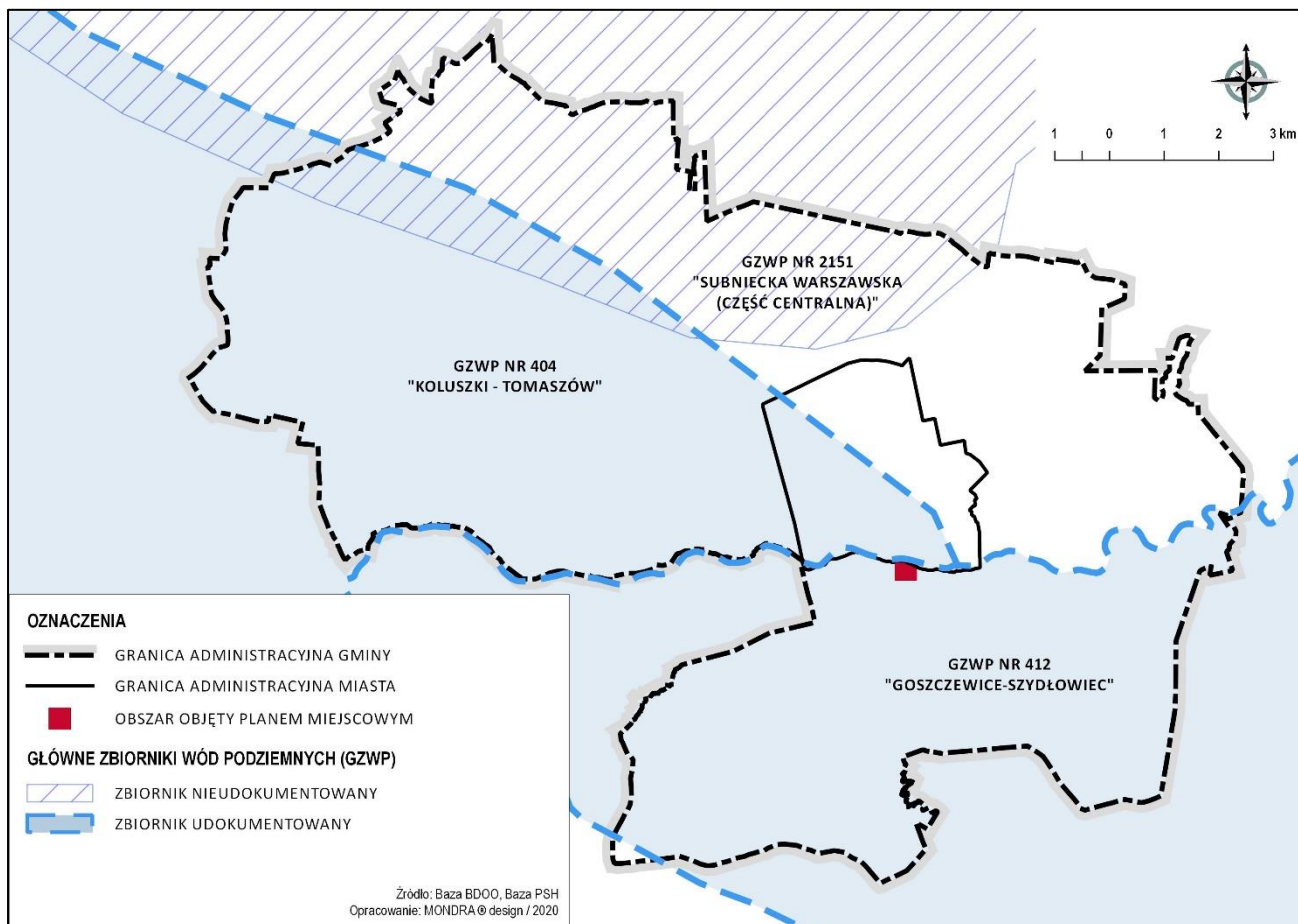 1 0 1 2 3 km
GZWP NR 2151
"SUBNIECKA WARSZAWSKA
(CZĘŚĆ CENTRALNA)"
GZWP NR 404
"KOLUSZKI - TOMASZÓW"
GZWP NR 412
"GOSZCZEWICE-SZYDŁOWIEC"
OZNACZENIA
GRANICA ADMINISTRACYJNA GMINY
GRANICA ADMINISTRACYJNA MIASTA
OBSZAR OBJĘTY PLANEM MIEJSCOWYM
GŁÓWNE ZBIORNIKI WÓD PODZIEMNYCH (GZWP)
ZBIORNIK NIEUDOKUMENTOWANY
ZBIORNIK UDOKUMENTOWANY
Źródło: Baza BDOO, Baza PSH
Opracowanie: MONDRA® design / 2020